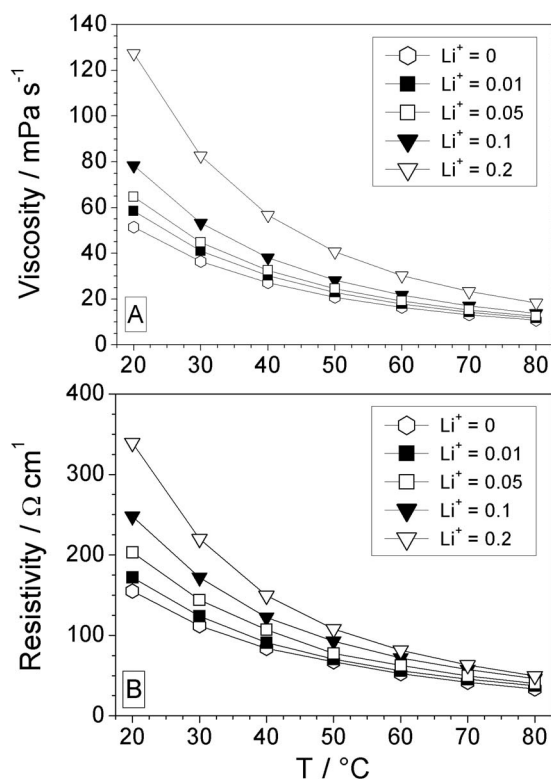 140
120
100
80
60
40
20
0
Viscosity / mPa s⁻¹
Li⁺ = 0
Li⁺ = 0.01
Li⁺ = 0.05
Li⁺ = 0.1
Li⁺ = 0.2
A
20 30 40 50 60 70 80
400
300
200
100
0
Resistivity / Ω cm¹
Li⁺ = 0
Li⁺ = 0.01
Li⁺ = 0.05
Li⁺ = 0.1
Li⁺ = 0.2
B
20 30 40 50 60 70 80
T / °C